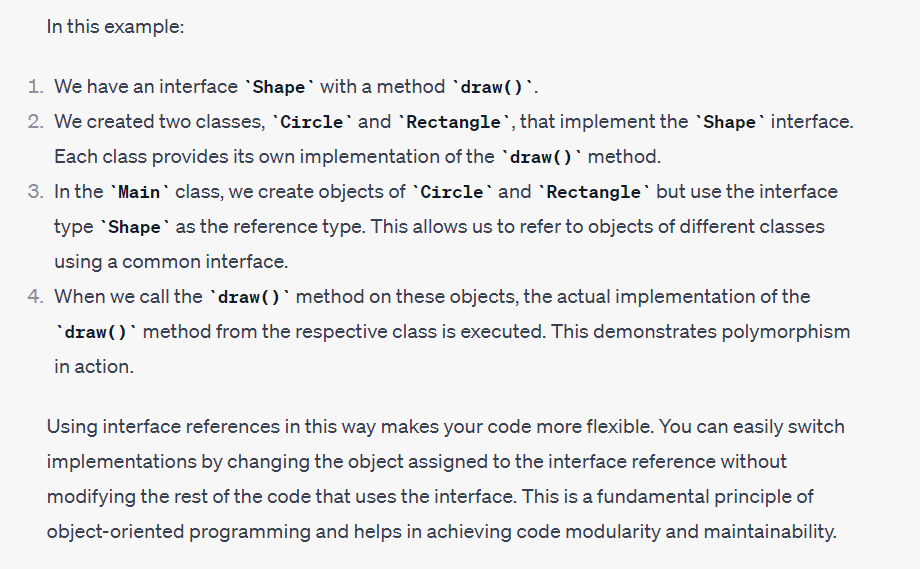 In this example:
1. We have an interface `Shape` with a method `draw()`.
2. We created two classes, `Circle` and `Rectangle`, that implement the `Shape` interface.
Each class provides its own implementation of the `draw()` method.
3. In the `Main` class, we create objects of `Circle` and `Rectangle` but use the interface
type `Shape` as the reference type. This allows us to refer to objects of different classes
using a common interface.
4. When we call the `draw()` method on these objects, the actual implementation of the
`draw()` method from the respective class is executed. This demonstrates polymorphism
in action.
Using interface references in this way makes your code more flexible. You can easily switch
implementations by changing the object assigned to the interface reference without
modifying the rest of the code that uses the interface. This is a fundamental principle of
object-oriented programming and helps in achieving code modularity and maintainability.